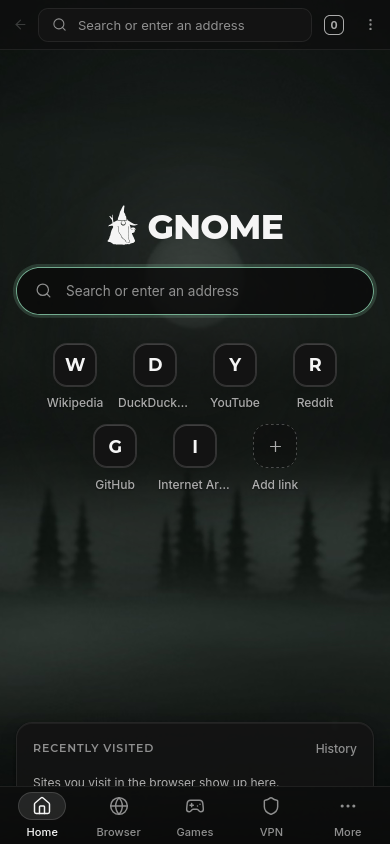 Search or enter an address
0
GNOME
Search or enter an address
W D Y R
Wikipedia DuckDuck... YouTube Reddit
G I +
GitHub Internet Ar... Add link
RECENTLY VISITED History
Sites you visit in the browser show up here.
Home Browser Games VPN More